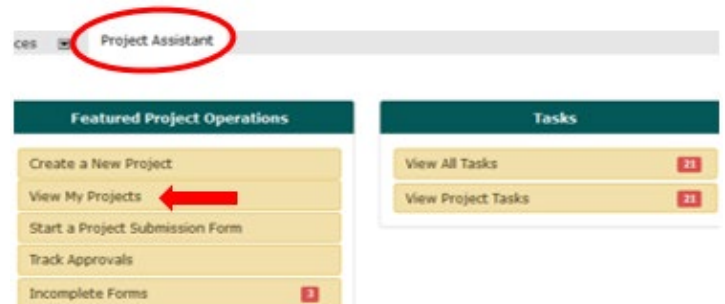 ces
Project Assistant
Featured Project Operations
Create a New Project
View My Projects
Start a Project Submission Form
Track Approvals
Incomplete Forms 3
Tasks
View All Tasks 21
View Project Tasks 21